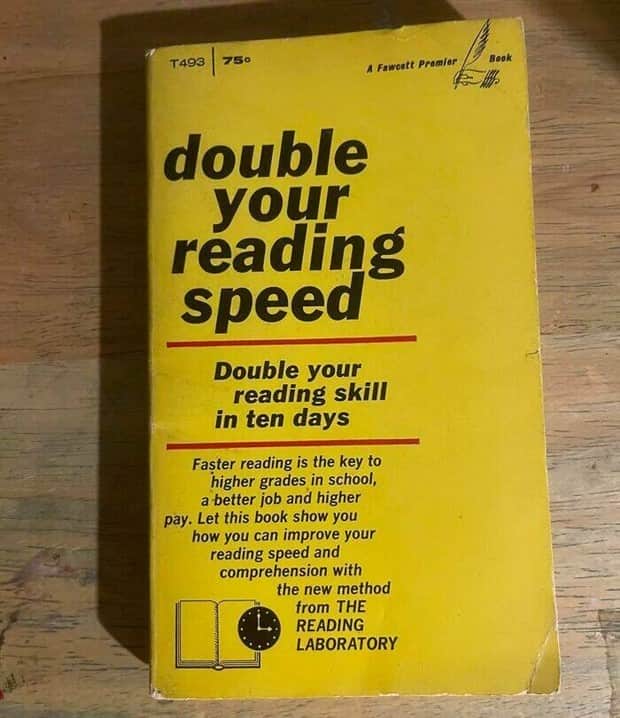 T493 | 75¢
A Fawcett Premier Book
double
your
reading
speed
Double your
reading skill
in ten days
Faster reading is the key to
higher grades in school,
a better job and higher
pay. Let this book show you
how you can improve your
reading speed and
comprehension with
the new method
from THE
READING
LABORATORY